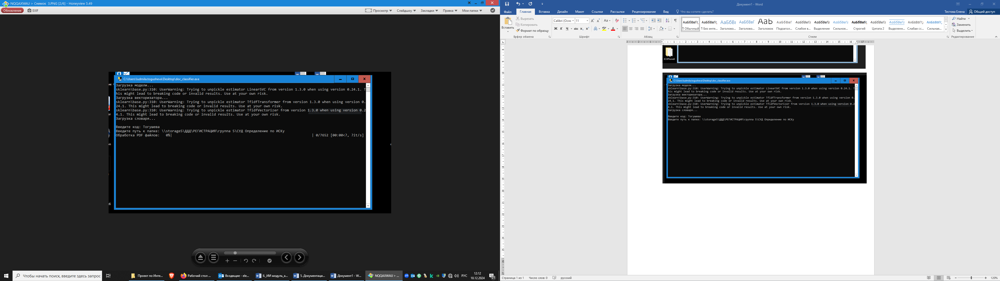 NQQAXWAU > Снимок 3.PNG [2/6] - Honeyview 5.49
Обновление
EXIF
Просмотр
Слайдшоу
Закладки
Правка
Мои папки
C:\Users\ludmila.togusheva\Desktop\doc_classifier.exe
Загрузка модели...
sklearn\base.py:310: UserWarning: Trying to unpickle estimator LinearSVC from version 1.3.0 when using version 0.24.1. T
his might lead to breaking code or invalid results. Use at your own risk.
Загрузка векторизатора...
sklearn\base.py:310: UserWarning: Trying to unpickle estimator TfidfTransformer from version 1.3.0 when using version 0.
24.1. This might lead to breaking code or invalid results. Use at your own risk.
sklearn\base.py:310: UserWarning: Trying to unpickle estimator TfidfVectorizer from version 1.3.0 when using version 0.2
4.1. This might lead to breaking code or invalid results. Use at your own risk.
Загрузка словаря...
Введите код: Тогушева
Введите путь к папке: \\storage5\ДДД\РЕГИСТРАЦИЯ\группа 5\СУД Определение по ИСКу
Обработка PDF файлов: 0%| | 0/7652 [00:00<?, ?it/s]
Чтобы начать поиск, введите здесь запрос
Проект по Инте...
Рабочий стол ...
Входящие - ele...
IL_ИИ модуль_а...
5. Документаци...
Документ1 - W...
NQQAXWAU > ...
РУС
12:12
10.12.2024
21
Документ1 - Word
Файл
Главная
Вставка
Дизайн
Макет
Ссылки
Рассылки
Рецензирование
Вид
Что вы хотите сделать?
Тестова Елена
Общий доступ
Вставить
Вырезать
Копировать
Формат по образцу
Буфер обмена
Calibri (Оснс
11
Шрифт
Абзац
АаБбВвГг, АаБбВвГг, АаБбВı АаБбВвГ АаЬ АаБбВвГ АаБбВвГг АаБбВвГг АаБбВвГг АаБбВвГг, АаБбВвГг АаБбВвГг АаБбВвГг АаБбВвГг,
¶ Обычный
¶ Без инте...
Заголово...
Заголово...
Заголовок
Подзагол...
Слабое в...
Выделение
Сильное...
Строгий
Цитата 2
Выделенн...
Слабая сс...
Сильная...
Стили
Найти
Заменить
Выделить
Редактирование
3CXPhone6
C:\Users\ludmila.togusheva\Desktop\doc_classifier.exe
Загрузка модели...
sklearn\base.py:310: UserWarning: Trying to unpickle estimator LinearSVC from version 1.3.0 when using version 0.24.1. T
his might lead to breaking code or invalid results. Use at your own risk.
Загрузка векторизатора...
sklearn\base.py:310: UserWarning: Trying to unpickle estimator TfidfTransformer from version 1.3.0 when using version 0.
24.1. This might lead to breaking code or invalid results. Use at your own risk.
sklearn\base.py:310: UserWarning: Trying to unpickle estimator TfidfVectorizer from version 1.3.0 when using version 0.2
4.1. This might lead to breaking code or invalid results. Use at your own risk.
Загрузка словаря...
Введите код: Тогушева
Введите путь к папке: \\storage5\ДДД\РЕГИСТРАЦИЯ\группа 5\СУД Определение по ИСКу
Страница 1 из 1
Число слов: 0
русский
120%